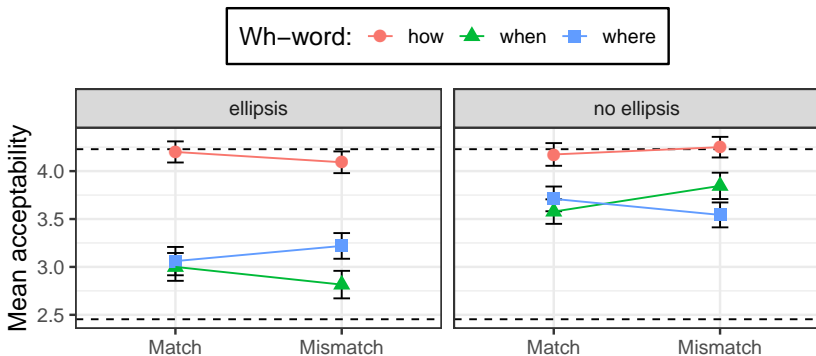 Wh−word: how when where
ellipsis no ellipsis
Mean acceptability
4.0
3.5
3.0
2.5
Match Mismatch Match Mismatch